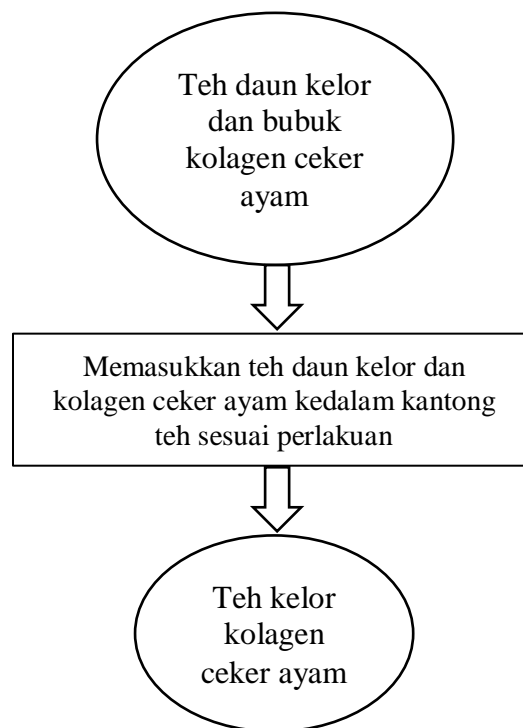 Teh daun kelor
dan bubuk
kolagen ceker
ayam
Memasukkan teh daun kelor dan
kolagen ceker ayam kedalam kantong
teh sesuai perlakuan
Teh kelor
kolagen
ceker ayam